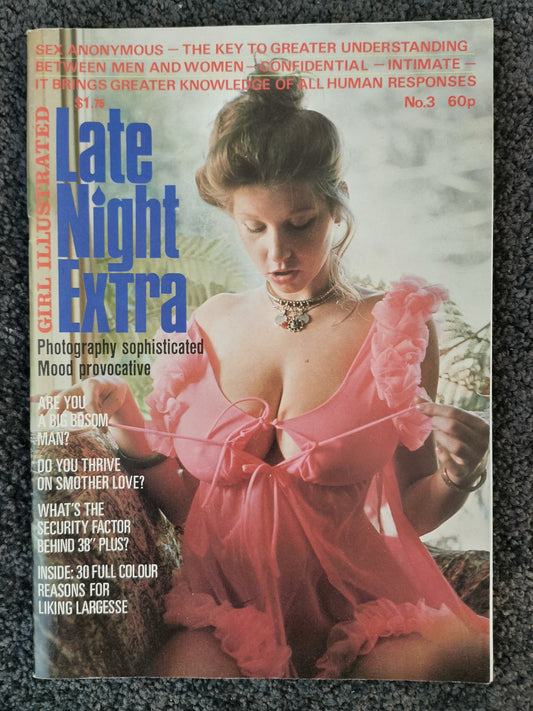 SEX ANONYMOUS – THE KEY TO GREATER UNDERSTANDING
BETWEEN MEN AND WOMEN – CONFIDENTIAL – INTIMATE –
IT BRINGS GREATER KNOWLEDGE OF ALL HUMAN RESPONSES
$1.75
No.3 60p
GIRL ILLUSTRATED
Late
Night
Extra
Photography sophisticated
Mood provocative
ARE YOU
A BIG BOSOM
MAN?
DO YOU THRIVE
ON SMOTHER LOVE?
WHAT'S THE
SECURITY FACTOR
BEHIND 38" PLUS?
INSIDE: 30 FULL COLOUR
REASONS FOR
LIKING LARGESSE